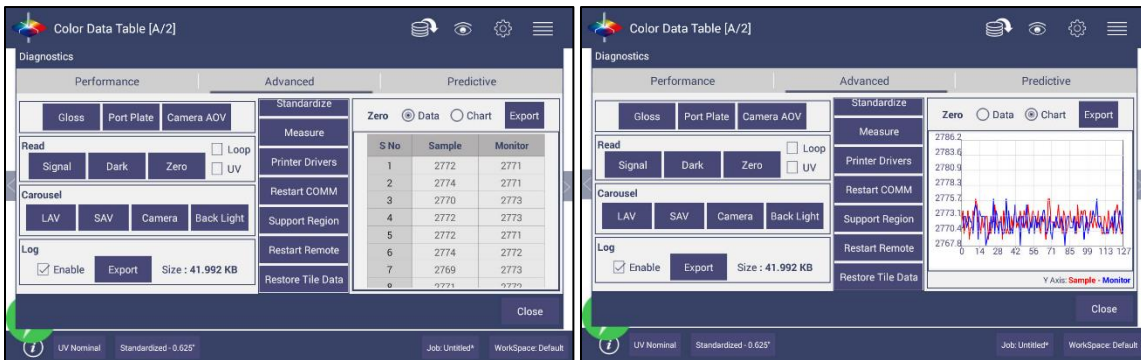 Color Data Table [A/2]
Diagnostics
Performance Advanced Predictive
Gloss Port Plate Camera AOV
Read
Loop
Signal Dark Zero UV
Carousel
LAV SAV Camera Back Light
Log
Enable Export Size : 41.992 KB
Standardize
Measure
Printer Drivers
Restart COMM
Support Region
Restart Remote
Restore Tile Data
Zero Data Chart Export
S No Sample Monitor
1 2772 2771
2 2774 2771
3 2770 2773
4 2772 2773
5 2772 2771
6 2774 2772
7 2769 2773
8 2771 2772
Close
UV Nominal Standardized - 0.625" Job: Untitled* WorkSpace: Default
Color Data Table [A/2]
Diagnostics
Performance Advanced Predictive
Gloss Port Plate Camera AOV
Read
Loop
Signal Dark Zero UV
Carousel
LAV SAV Camera Back Light
Log
Enable Export Size : 41.992 KB
Standardize
Measure
Printer Drivers
Restart COMM
Support Region
Restart Remote
Restore Tile Data
Zero Data Chart Export
2786.2
2783.6
2780.9
2778.3
2775.7
2773.1
2770.4
2767.8
0 14 28 42 56 71 85 99 113 127
Y Axis: Sample - Monitor
Close
UV Nominal Standardized - 0.625" Job: Untitled* WorkSpace: Default